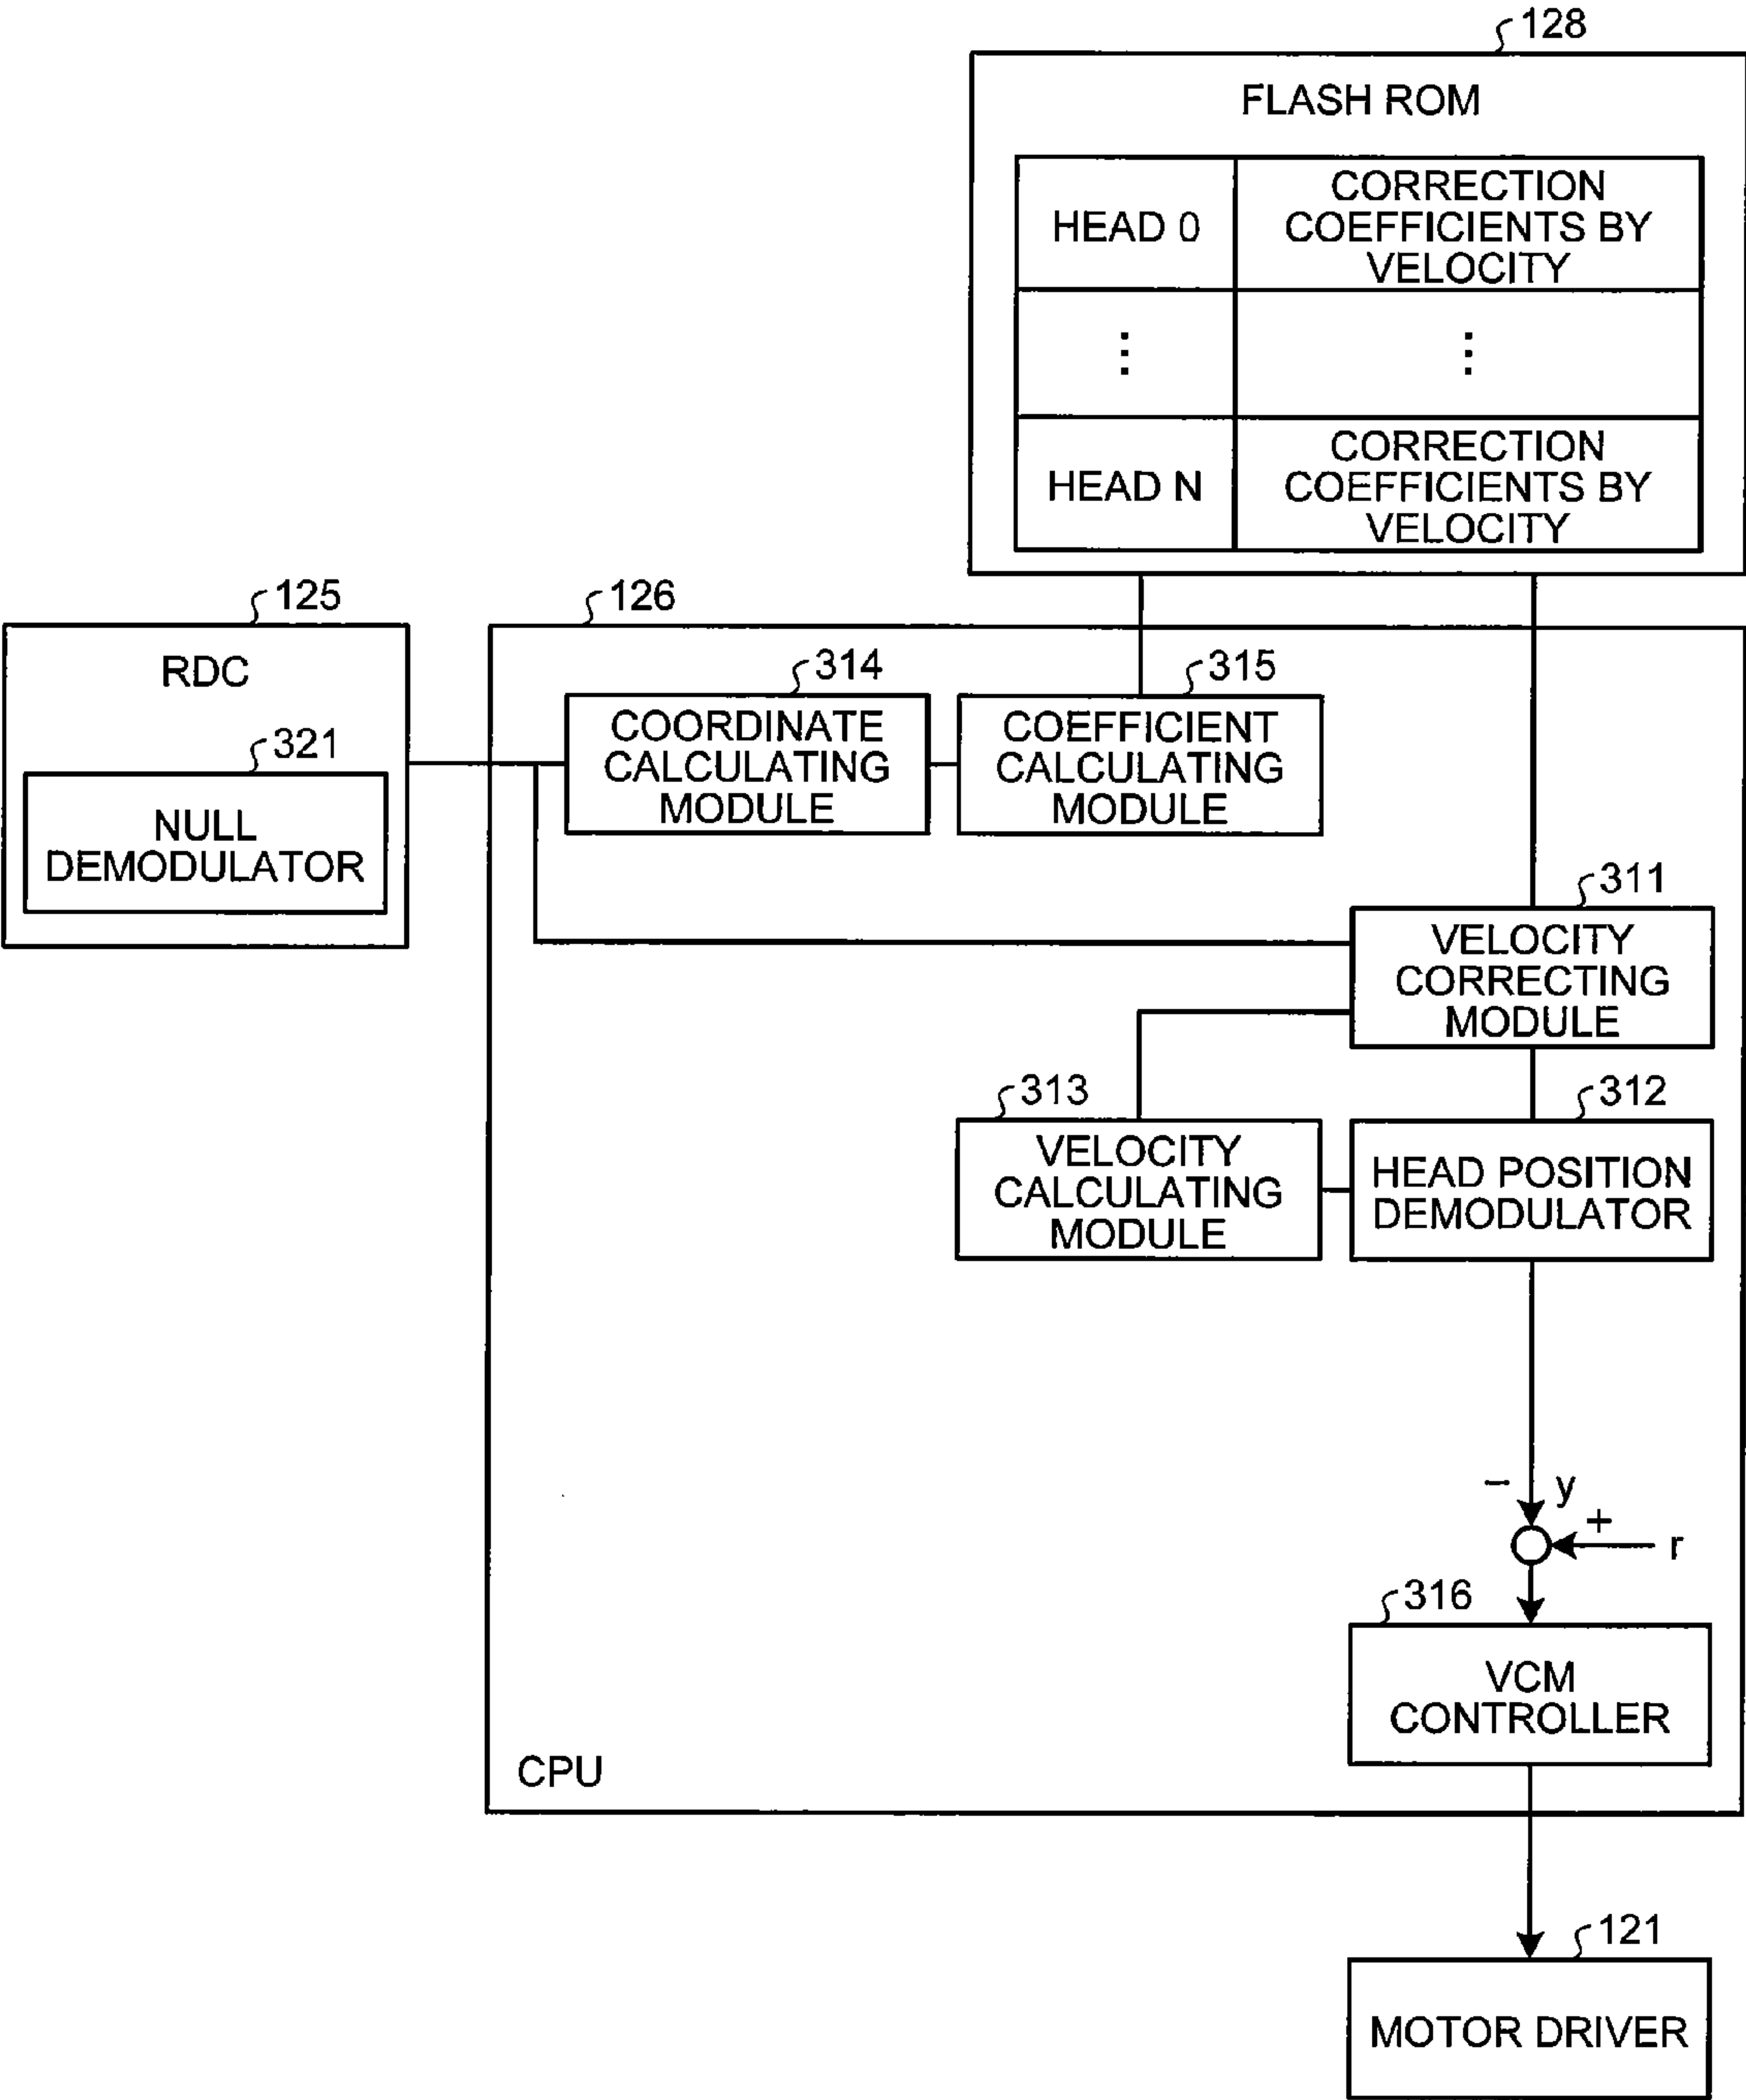 128
FLASH ROM
HEAD 0
CORRECTION
COEFFICIENTS BY
VELOCITY
⋮
⋮
HEAD N
CORRECTION
COEFFICIENTS BY
VELOCITY
125
RDC
321
NULL
DEMODULATOR
126
314
COORDINATE
CALCULATING
MODULE
315
COEFFICIENT
CALCULATING
MODULE
311
VELOCITY
CORRECTING
MODULE
313
VELOCITY
CALCULATING
MODULE
312
HEAD POSITION
DEMODULATOR
− y
+
r
316
VCM
CONTROLLER
CPU
121
MOTOR DRIVER